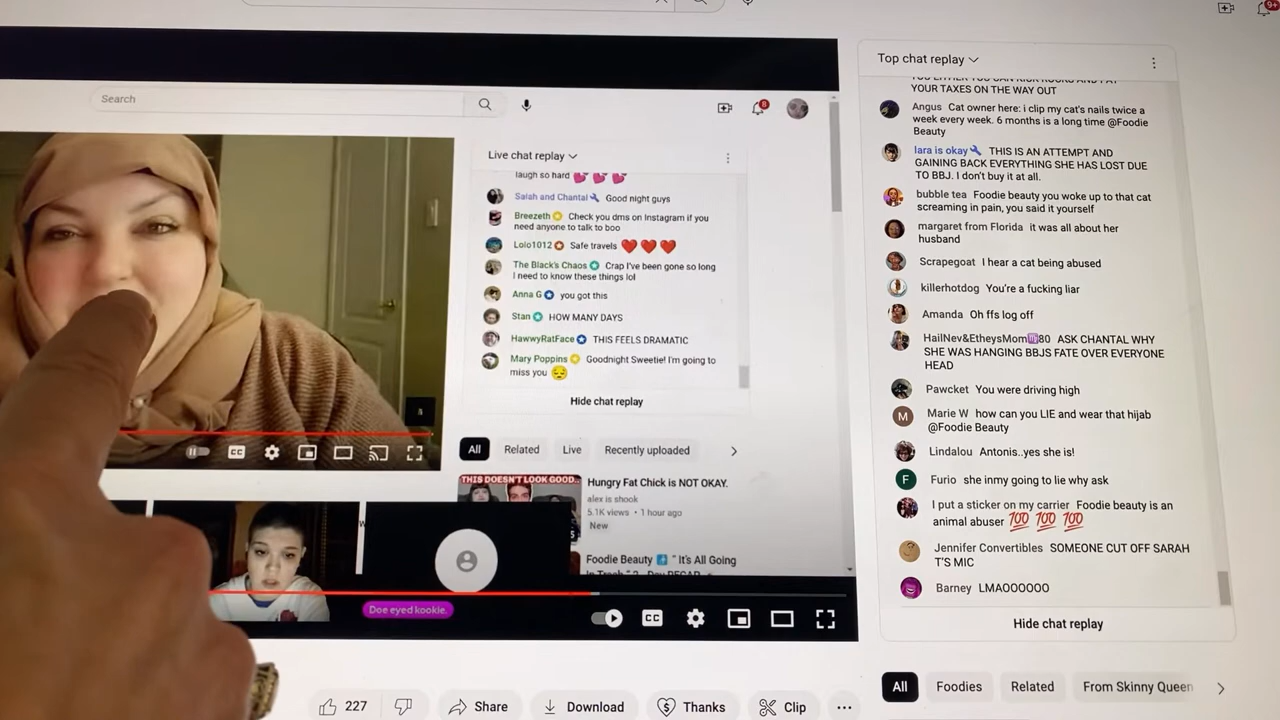 9+
Top chat replay
YOUR TAXES ON THE WAY OUT
Angus Cat owner here: i clip my cat's nails twice a
week every week. 6 months is a long time @Foodie
Beauty
lara is okay THIS IS AN ATTEMPT AND
GAINING BACK EVERYTHING SHE HAS LOST DUE
TO BBJ. I don't buy it at all.
bubble tea Foodie beauty you woke up to that cat
screaming in pain, you said it yourself
margaret from Florida it was all about her
husband
Scrapegoat I hear a cat being abused
killerhotdog You're a fucking liar
Amanda Oh ffs log off
HailNev&EtheysMom♍80 ASK CHANTAL WHY
SHE WAS HANGING BBJS FATE OVER EVERYONE
HEAD
Pawcket You were driving high
M Marie W how can you LIE and wear that hijab
@Foodie Beauty
Lindalou Antonis..yes she is!
F Furio she inmy going to lie why ask
I put a sticker on my carrier Foodie beauty is an
animal abuser 💯 💯 💯
Jennifer Convertibles SOMEONE CUT OFF SARAH
T'S MIC
Barney LMAOOOOOO
Hide chat replay
All Foodies Related From Skinny Queen
Search
8
Live chat replay
laugh so hard 💕 💕 💕
Salah and Chantal Good night guys
Breezeth Check you dms on Instagram if you
need anyone to talk to boo
Lolo1012 Safe travels ❤️ ❤️ ❤️
The Black's Chaos Crap I've been gone so long
I need to know these things lol
Anna G you got this
Stan HOW MANY DAYS
HawwyRatFace THIS FEELS DRAMATIC
Mary Poppins Goodnight Sweetie! I'm going to
miss you 😔
Hide chat replay
CC
All Related Live Recently uploaded
THIS DOESN'T LOOK GOOD..
Hungry Fat Chick is NOT OKAY.
alex is shook
5.1K views • 1 hour ago
New
Foodie Beauty "It's All Going
Doe eyed kookie.
CC
227 Share Download Thanks Clip